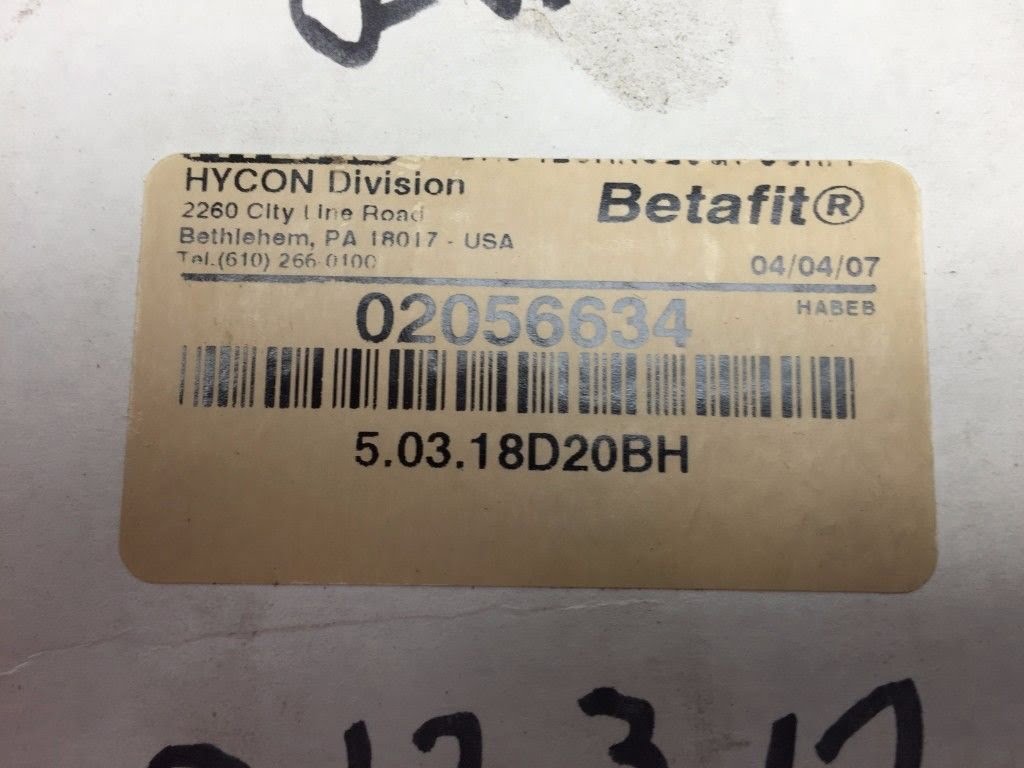 HYCON Division
Betafit®
2260 City Line Road
Bethlehem, PA 18017 - USA
Tel.(610) 266-0100
04/04/07
HABEB
02056634
5.03.18D20BH